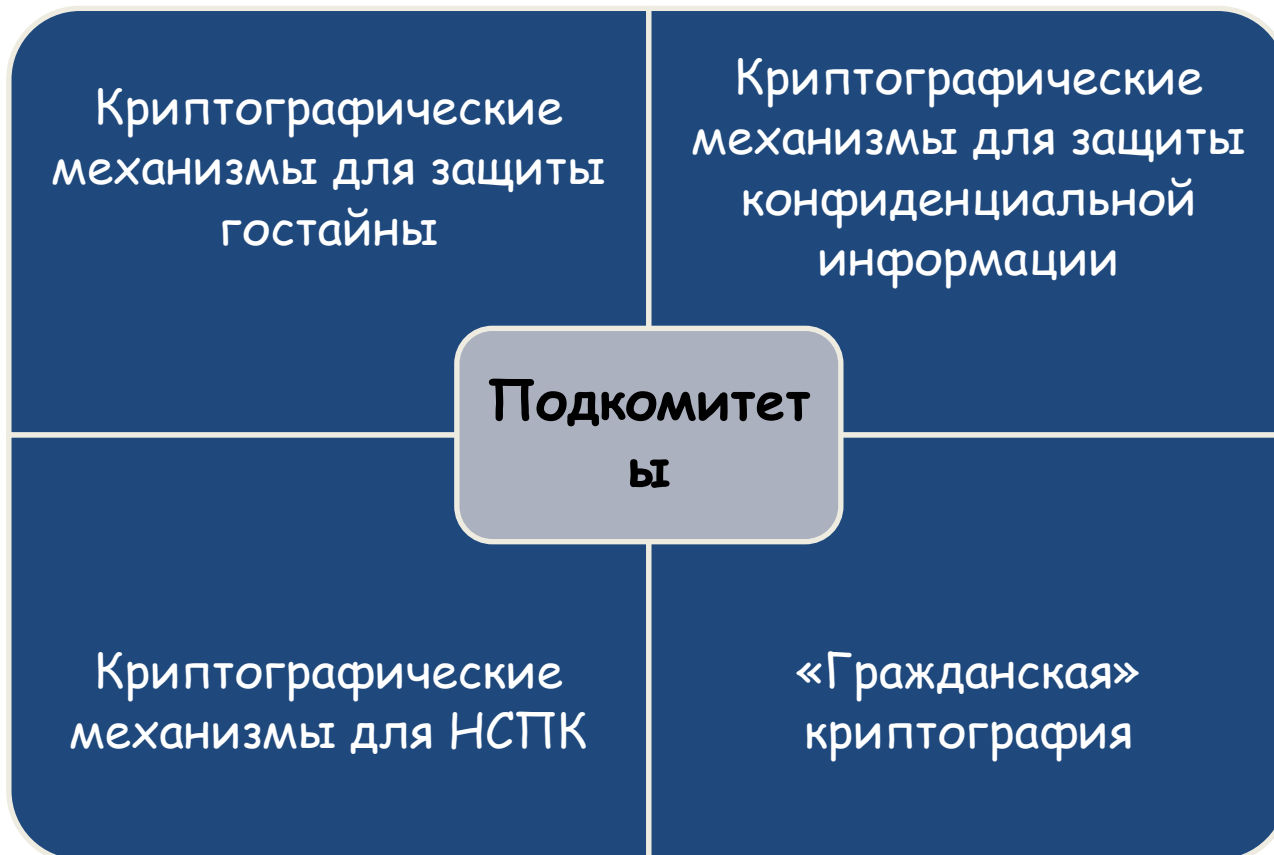 Криптографические
механизмы для защиты
гостайны
Криптографические
механизмы для защиты
конфиденциальной
информации
Подкомитет
ы
Криптографические
механизмы для НСПК
«Гражданская»
криптография